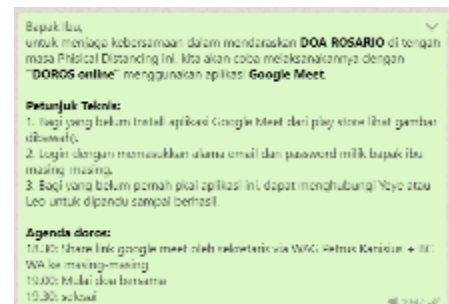 Bapak Ibu,
untuk menjaga kebersamaan dalam mendaraskan DOA ROSARIO di tengah
masa Phisical Distancing ini, kita akan coba melaksanakannya dengan
"DOROS online" menggunakan aplikasi Google Meet.
Petunjuk Teknis:
1. Bagi yang belum Install aplikasi Google Meet dari play store lihat gambar
dibawah).
2. Login dengan memasukkan alama email dan password milik bapak ibu
masing masing.
3. Bagi yang belum pernah pkai aplikasi ini, dapat menghubungi Yeye atau
Leo untuk dipandu sampai berhasil.
Agenda doros:
18.30: Share link google meet oleh sekretaris via WAG Petrus Kanisius + BC
WA ke masing-masing
19.00: Mulai doa bersama
19.30: selesai